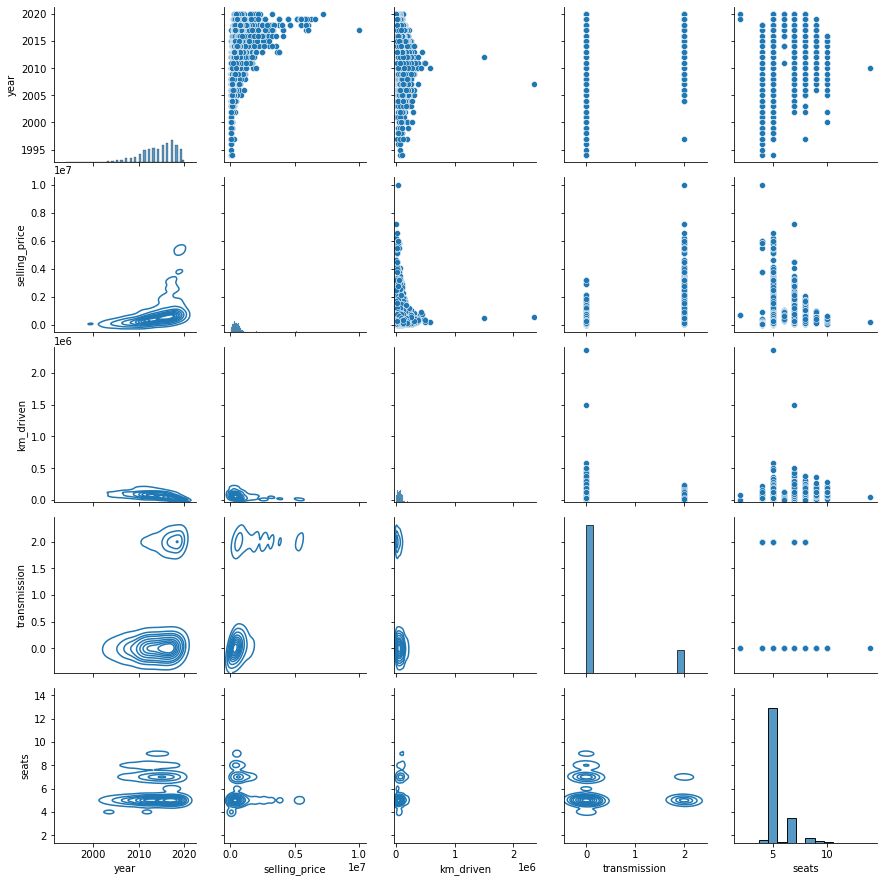 2020
2015
2010
2005
2000
1995
year
1e7
1.0
0.8
0.6
0.4
0.2
0.0
selling_price
1e6
2.0
1.5
1.0
0.5
0.0
km_driven
2.0
1.5
1.0
0.5
0.0
transmission
14
12
10
8
6
4
2
seats
2000 2010 2020
year
0.0 0.5 1.0
selling_price 1e7
0 1 2
km_driven 1e6
0 2
transmission
5 10
seats